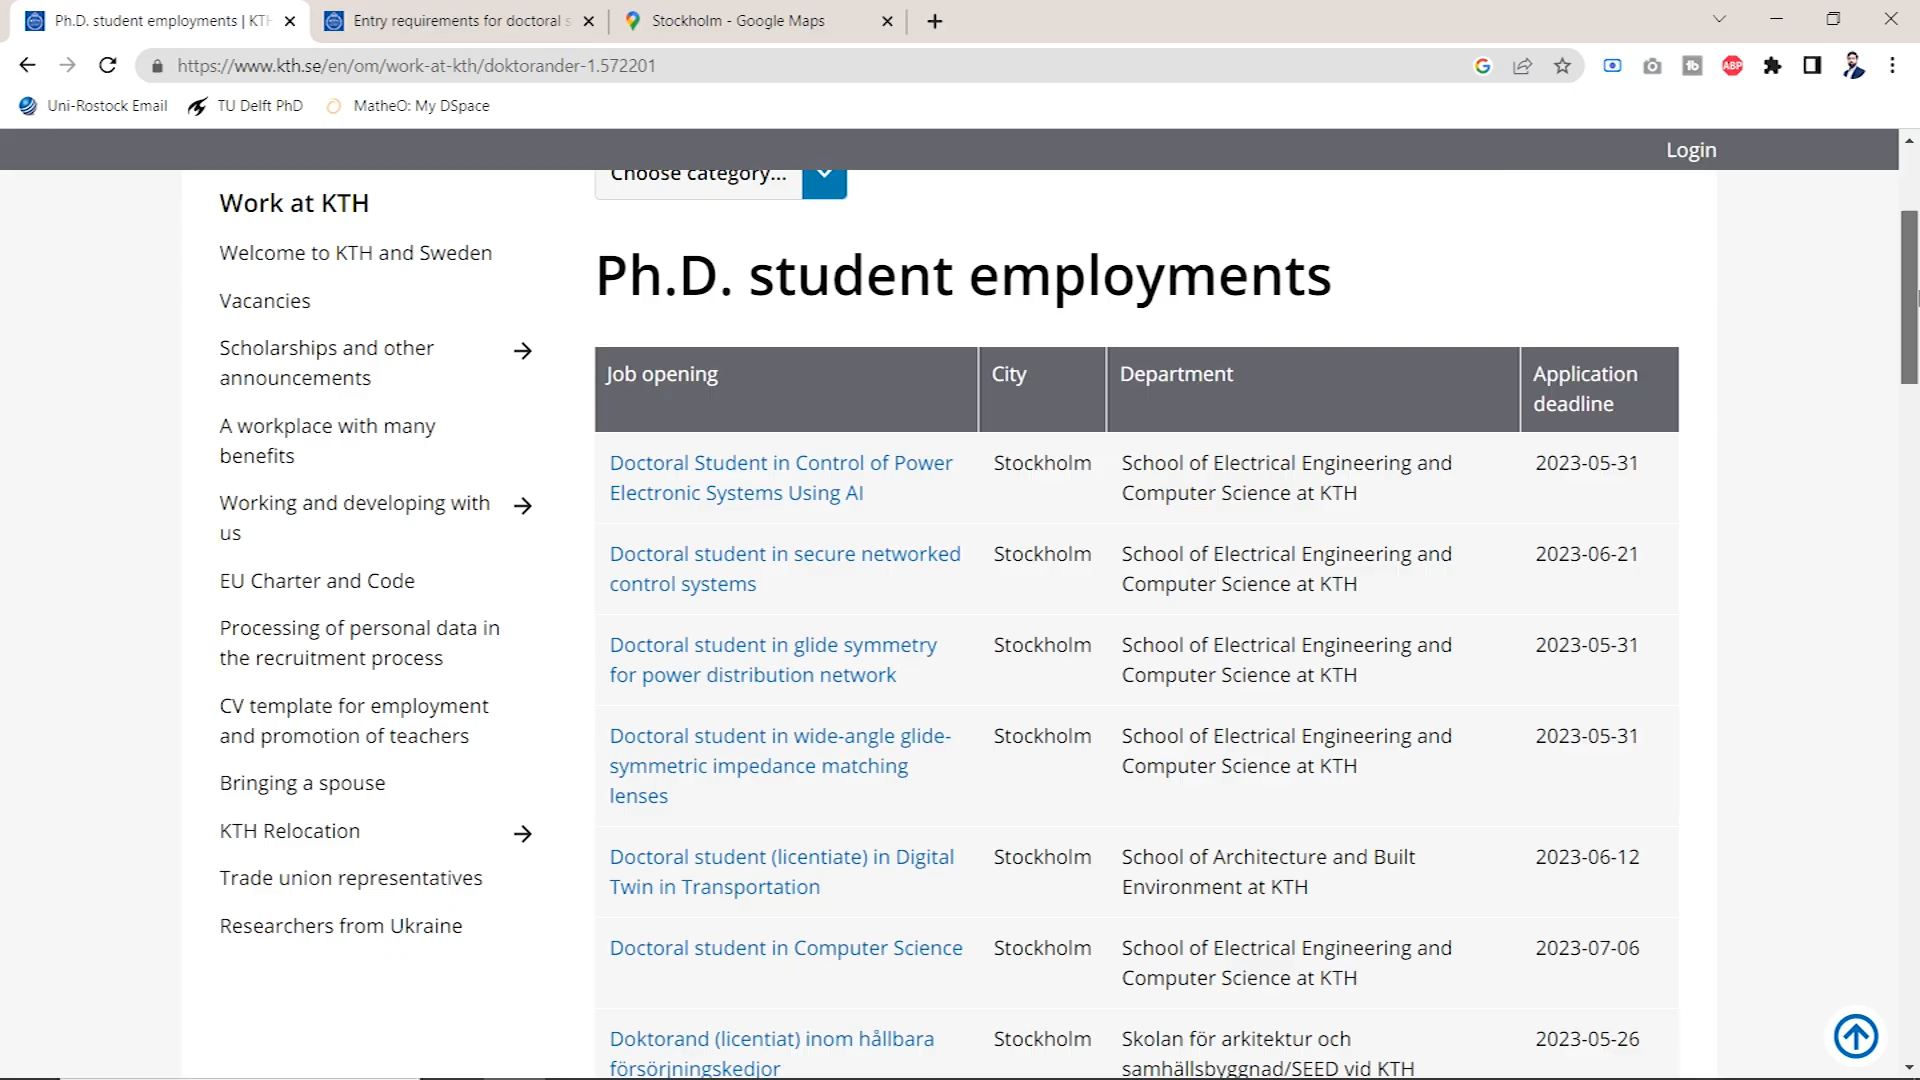 Ph.D. student employments | KTH
Entry requirements for doctoral s
Stockholm - Google Maps
https://www.kth.se/en/om/work-at-kth/doktorander-1.572201
Uni-Rostock Email
TU Delft PhD
MatheO: My DSpace
Login
Choose category...
Work at KTH
Welcome to KTH and Sweden
Vacancies
Scholarships and other
announcements
A workplace with many
benefits
Working and developing with
us
EU Charter and Code
Processing of personal data in
the recruitment process
CV template for employment
and promotion of teachers
Bringing a spouse
KTH Relocation
Trade union representatives
Researchers from Ukraine
Ph.D. student employments
Job opening City Department Application
deadline
Doctoral Student in Control of Power Stockholm School of Electrical Engineering and 2023-05-31
Electronic Systems Using AI Computer Science at KTH
Doctoral student in secure networked Stockholm School of Electrical Engineering and 2023-06-21
control systems Computer Science at KTH
Doctoral student in glide symmetry Stockholm School of Electrical Engineering and 2023-05-31
for power distribution network Computer Science at KTH
Doctoral student in wide-angle glide- Stockholm School of Electrical Engineering and 2023-05-31
symmetric impedance matching Computer Science at KTH
lenses
Doctoral student (licentiate) in Digital Stockholm School of Architecture and Built 2023-06-12
Twin in Transportation Environment at KTH
Doctoral student in Computer Science Stockholm School of Electrical Engineering and 2023-07-06
Computer Science at KTH
Doktorand (licentiat) inom hållbara Stockholm Skolan för arkitektur och 2023-05-26
försörjningskedjor samhällsbyggnad/SEED vid KTH